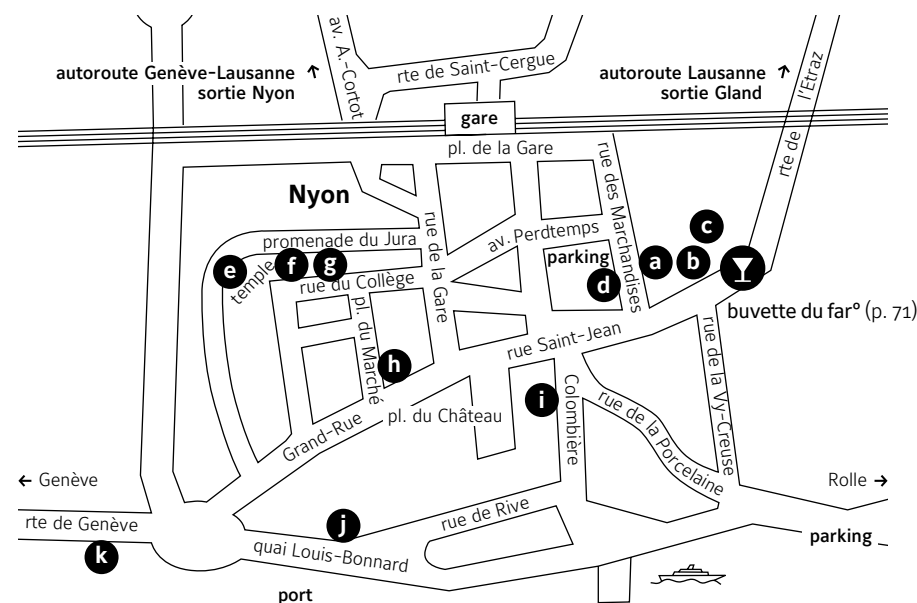 av. A.-Cortot
rte de Saint-Cergue
autoroute Genève-Lausanne ↑
sortie Nyon
autoroute Lausanne ↑
sortie Gland
rte de l'Etraz
gare
pl. de la Gare
Nyon
rue des Marchandises
rue de la Gare
av. Perdtemps
promenade du Jura
c
parking
a
b
e
temple
f
g
d
rue du Collège
buvette du far° (p. 71)
pl. du Marché
rue Saint-Jean
rue de la Vy-Creuse
h
i
Colombière
rue de la Porcelaine
pl. du Château
Grand-Rue
← Genève
Rolle →
rte de Genève
j
rue de Rive
k
quai Louis-Bonnard
parking
port